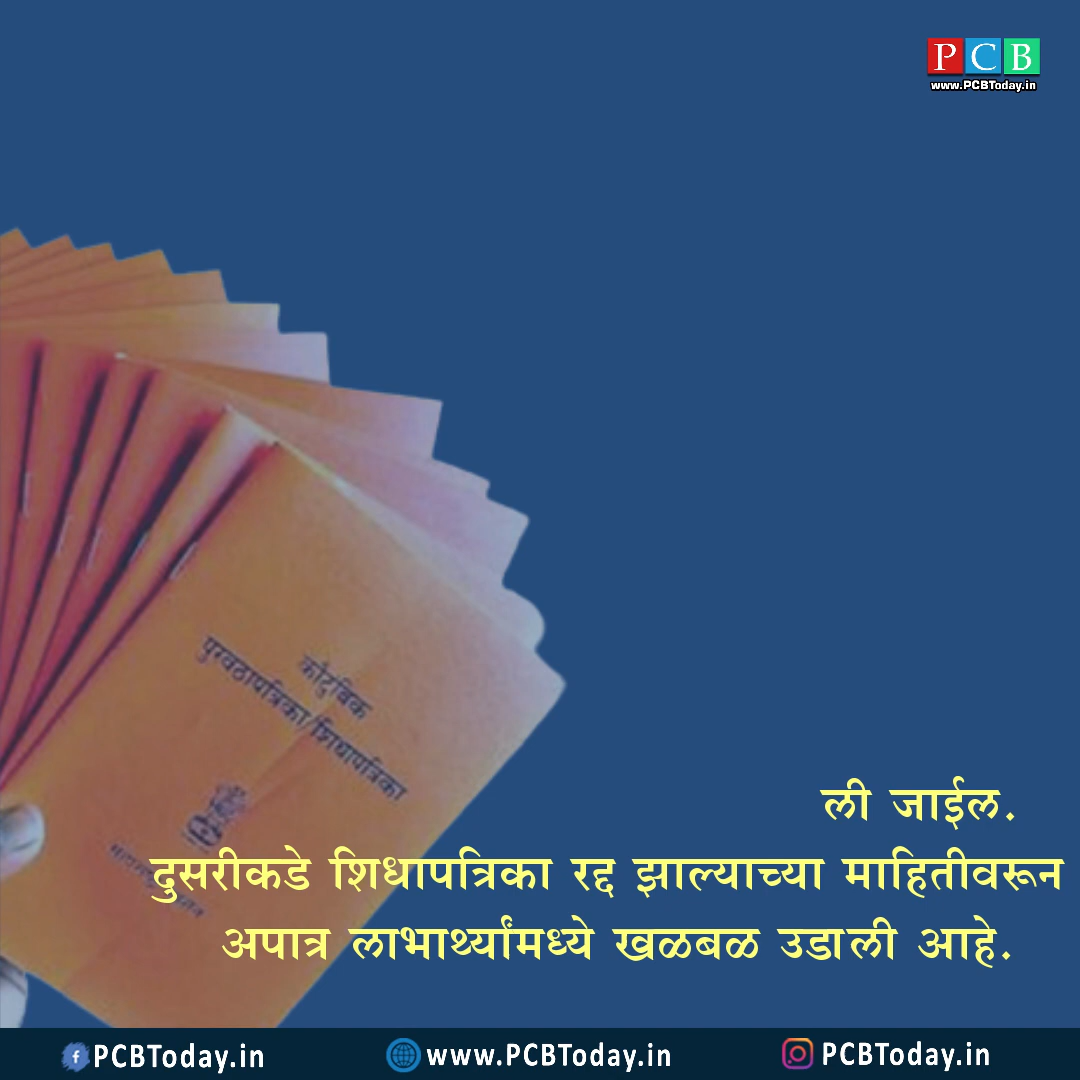 PCB
www.PCBToday.in
कौटुंबिक
पुरवठापत्रिका/शिधापत्रिका
ली जाईल.
दुसरीकडे शिधापत्रिका रद्द झाल्याच्या माहितीवरून
अपात्र लाभार्थ्यांमध्ये खळबळ उडाली आहे.
PCBToday.in www.PCBToday.in PCBToday.in